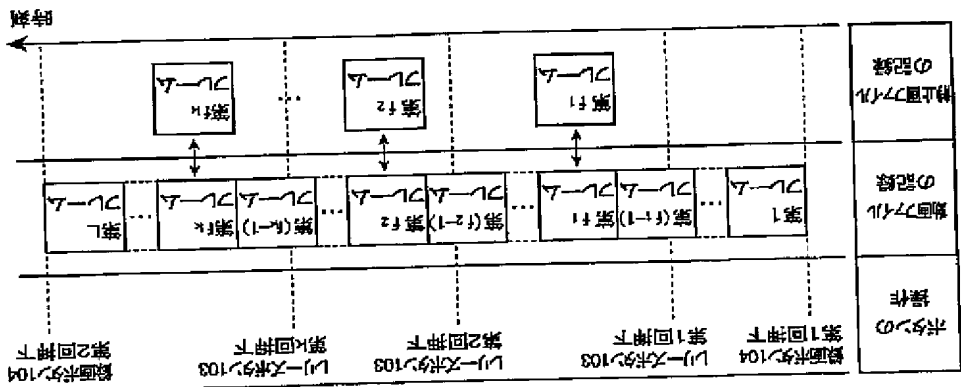 ボタンの
操作
録画ボタン104
第1回押下
レリーズボタン103
第1回押下
レリーズボタン103
第2回押下
レリーズボタン103
第k回押下
録画ボタン104
第2回押下
動画ファイル
の記録
第1
フレーム
…
第(f1-1)
フレーム
第f1
フレーム
…
第(f2-1)
フレーム
第f2
フレーム
…
第(fk-1)
フレーム
第fk
フレーム
…
第L
フレーム
静止画ファイル
の記録
第f1
フレーム
第f2
フレーム
…
第fk
フレーム
時刻